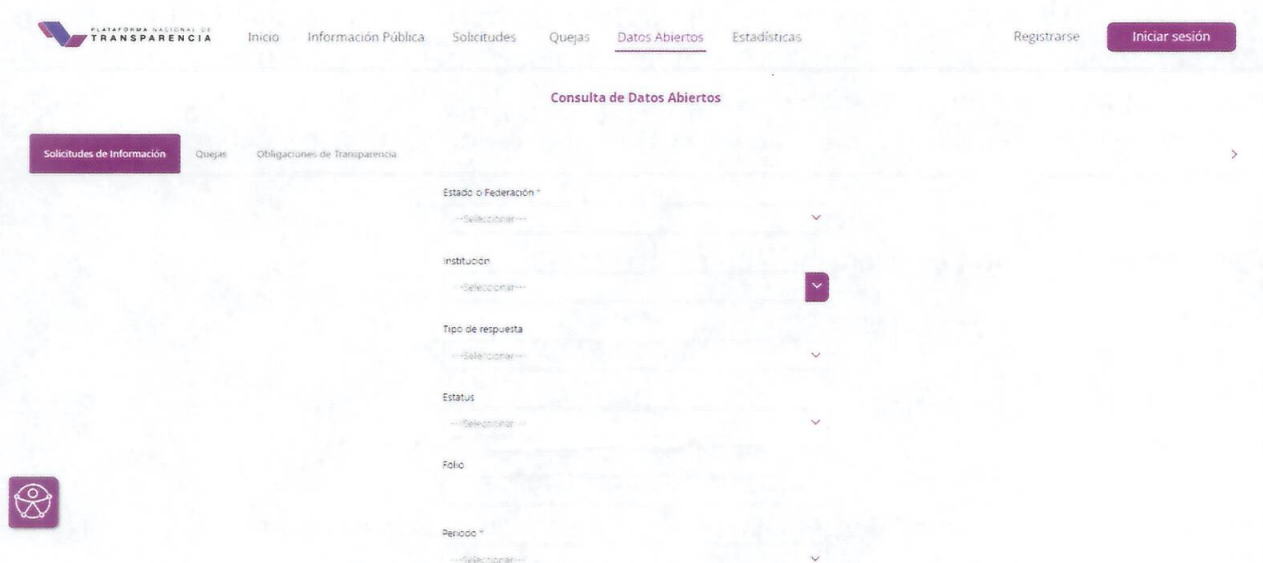 PLATAFORMA NACIONAL DE
TRANSPARENCIA
Inicio Información Pública Solicitudes Quejas Datos Abiertos Estadísticas Registrarse Iniciar sesión
Consulta de Datos Abiertos
Solicitudes de Información Quejas Obligaciones de Transparencia
Estado o Federación *
---Seleccionar---
Institución
---Seleccionar---
Tipo de respuesta
---Seleccionar---
Estatus
---Seleccionar---
Folio
Periodo *
---Seleccionar---